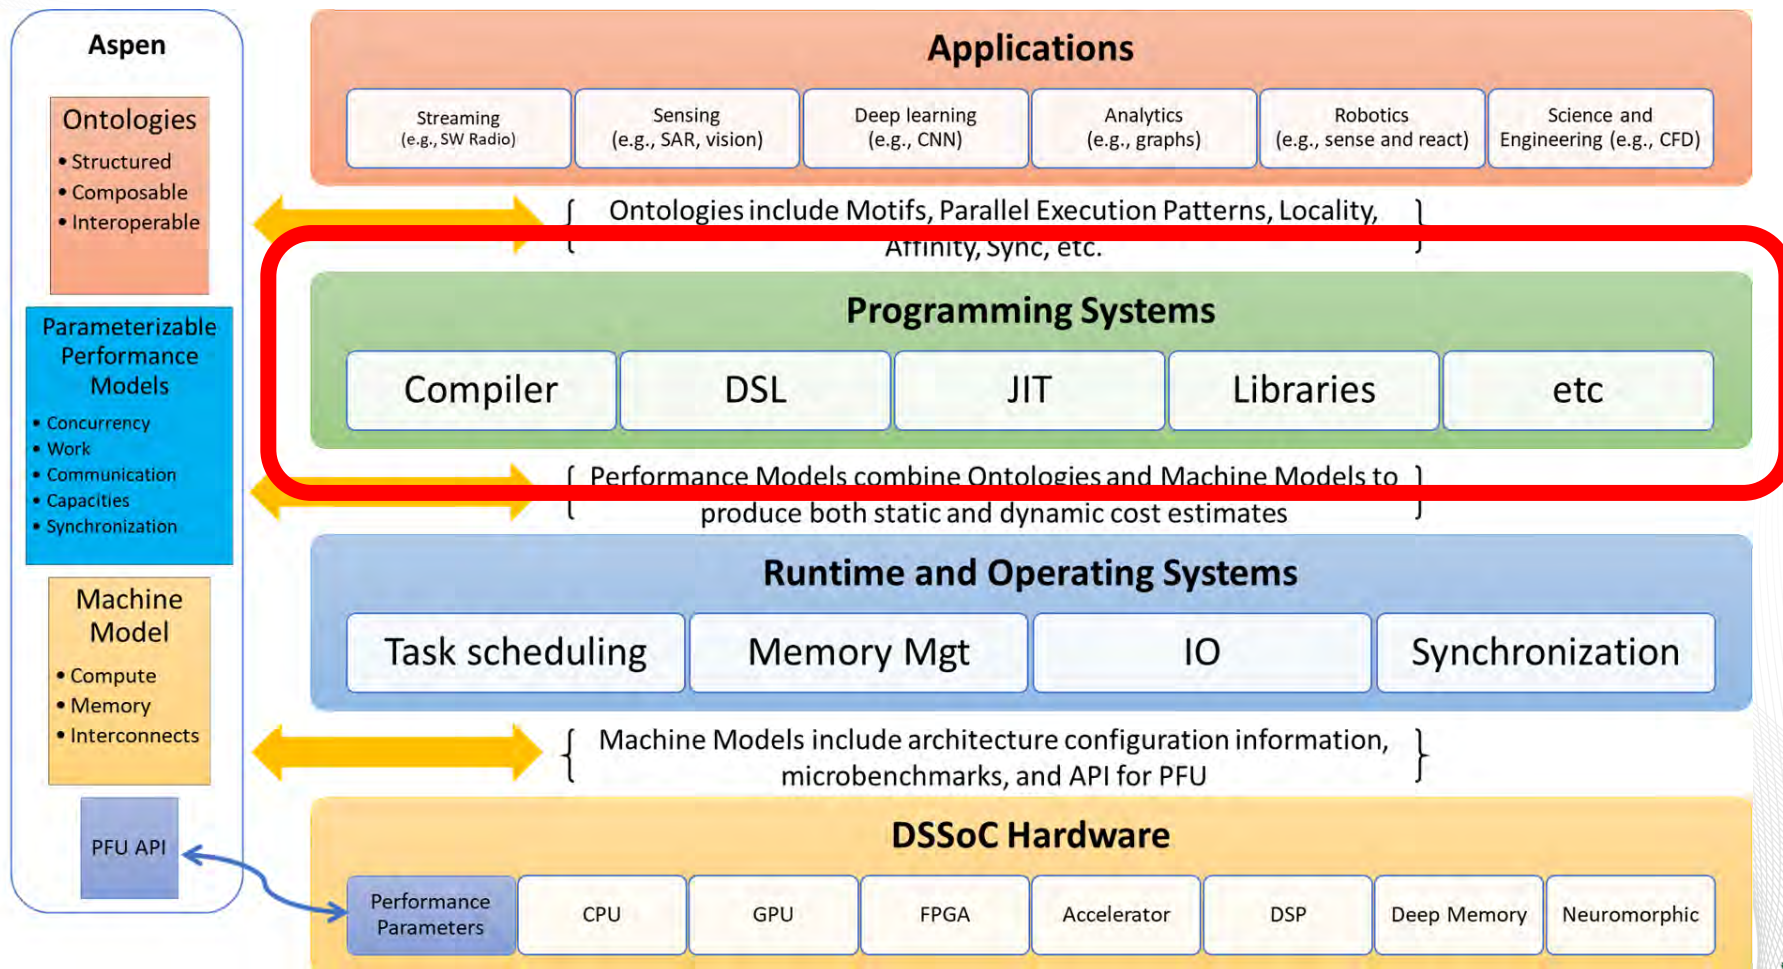 Aspen
Ontologies
• Structured
• Composable
• Interoperable
Parameterizable
Performance
Models
• Concurrency
• Work
• Communication
• Capacities
• Synchronization
Machine
Model
• Compute
• Memory
• Interconnects
PFU API
Applications
Streaming
(e.g., SW Radio)
Sensing
(e.g., SAR, vision)
Deep learning
(e.g., CNN)
Analytics
(e.g., graphs)
Robotics
(e.g., sense and react)
Science and
Engineering (e.g., CFD)
{ Ontologies include Motifs, Parallel Execution Patterns, Locality, }
Affinity, Sync, etc.
Programming Systems
Compiler
DSL
JIT
Libraries
etc
{ Performance Models combine Ontologies and Machine Models to }
produce both static and dynamic cost estimates
Runtime and Operating Systems
Task scheduling
Memory Mgt
IO
Synchronization
{ Machine Models include architecture configuration information, }
microbenchmarks, and API for PFU
DSSoC Hardware
Performance
Parameters
CPU
GPU
FPGA
Accelerator
DSP
Deep Memory
Neuromorphic